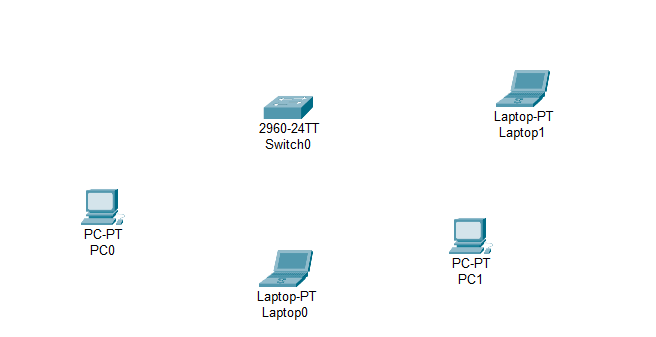 Laptop-PT
Laptop1
2960-24TT
Switch0
PC-PT
PC0
PC-PT
PC1
Laptop-PT
Laptop0